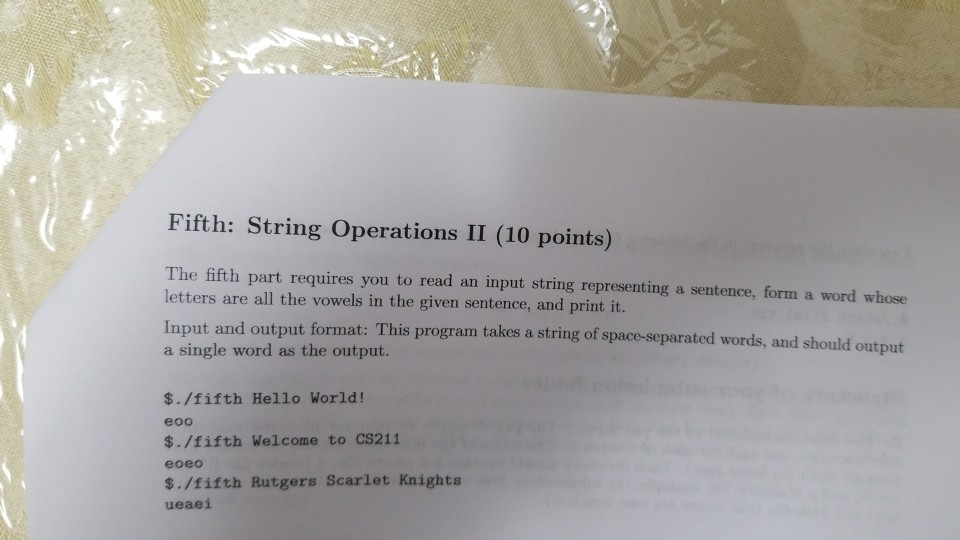 Fifth: String Operations II (10 points)
The fifth part requires you to read an input string representing a sentence, form a word whose
letters are all the vowels in the given sentence, and print it.
Input and output format: This program takes a string of space-separated words, and should output
a single word as the output.
$./fifth Hello World!
eoo
$./fifth Welcome to CS211
eoeo
$./fifth Rutgers Scarlet Knights
ueaei